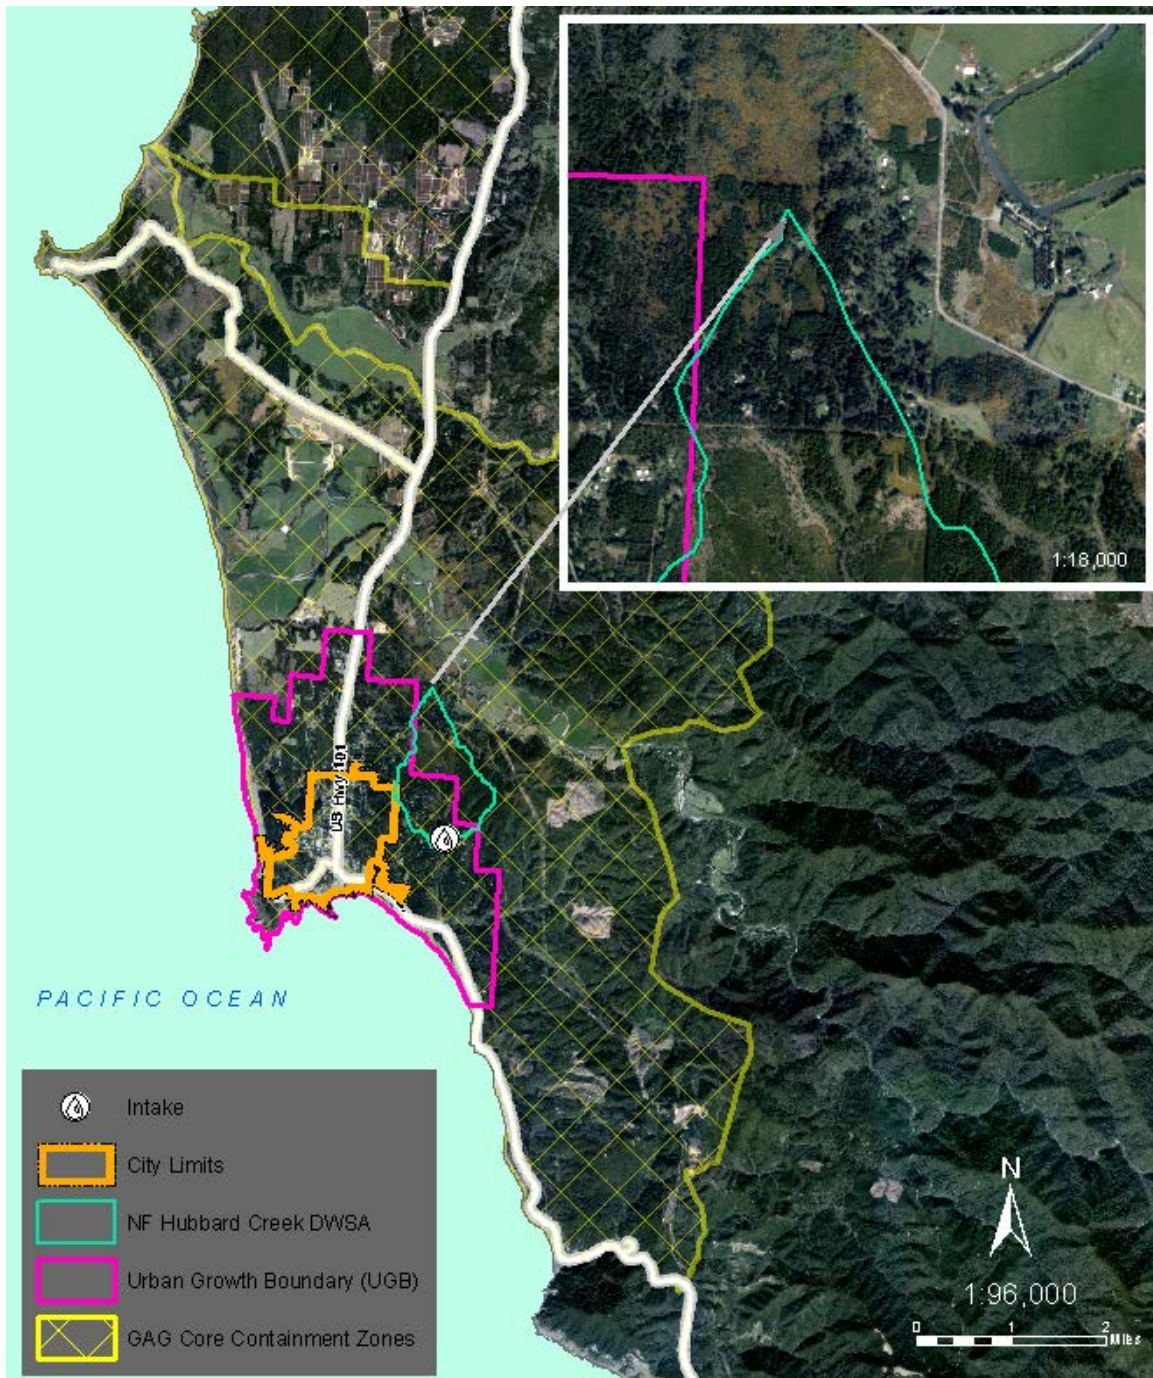 1:18,000
US Hwy 101
PACIFIC OCEAN
Intake
City Limits
NF Hubbard Creek DWSA
Urban Growth Boundary (UGB)
GAG Core Containment Zones
N
1:96,000
0 1 2
Miles